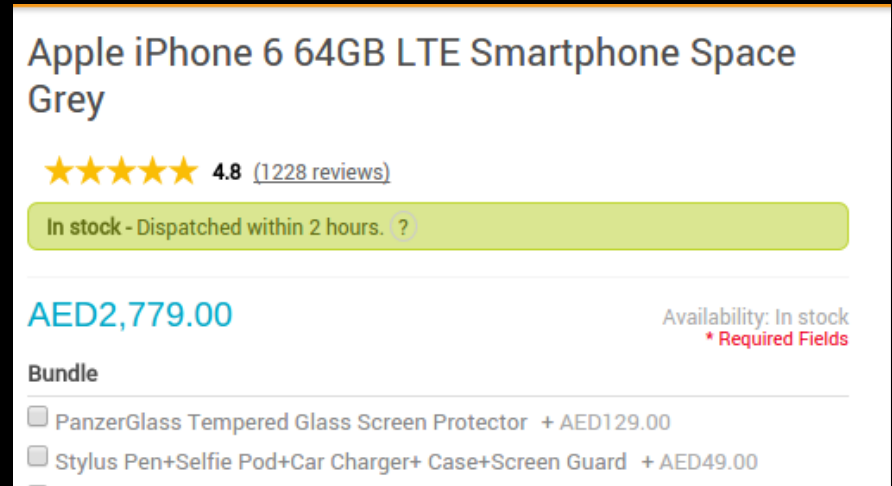 Apple iPhone 6 64GB LTE Smartphone Space
Grey
4.8 (1228 reviews)
In stock - Dispatched within 2 hours. ?
AED2,779.00
Availability: In stock
* Required Fields
Bundle
PanzerGlass Tempered Glass Screen Protector + AED129.00
Stylus Pen+Selfie Pod+Car Charger+ Case+Screen Guard + AED49.00